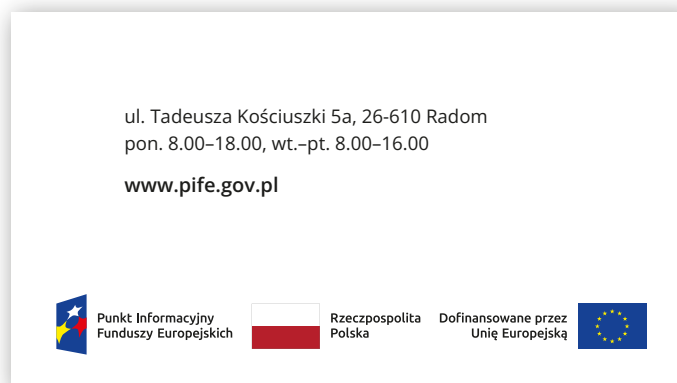 ul. Tadeusza Kościuszki 5a, 26-610 Radom
pon. 8.00–18.00, wt.–pt. 8.00–16.00
www.pife.gov.pl
Punkt Informacyjny
Funduszy Europejskich
Rzeczpospolita
Polska
Dofinansowane przez
Unię Europejską